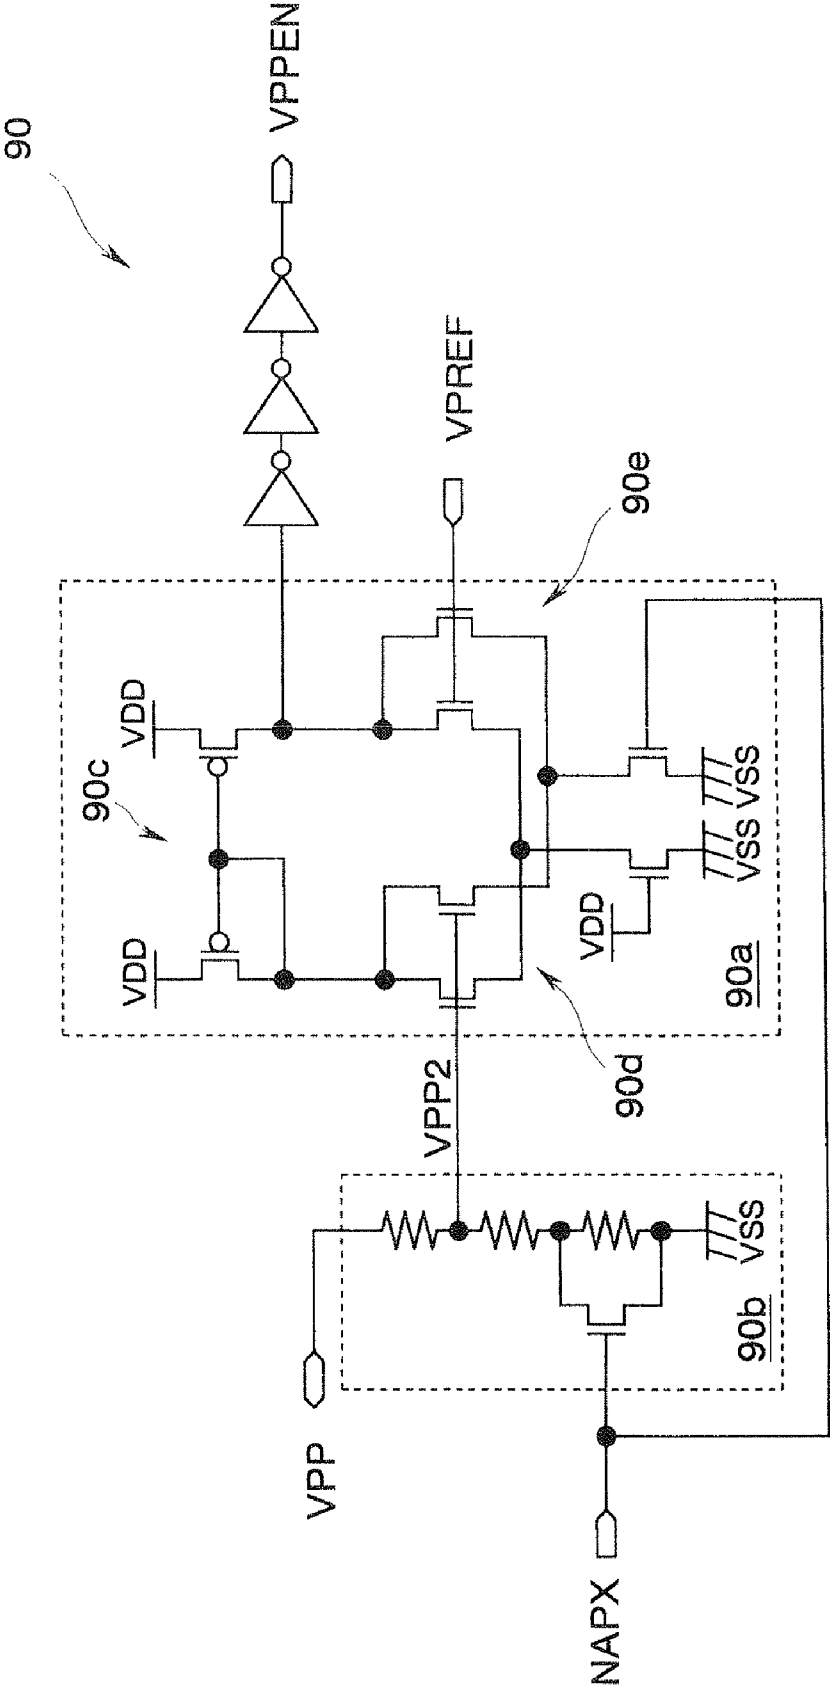 90
VPPEN
VPREF
90e
VDD
90c
VDD
VSS
VSS
VDD
90a
90d
VPP2
VSS
90b
VPP
NAPX